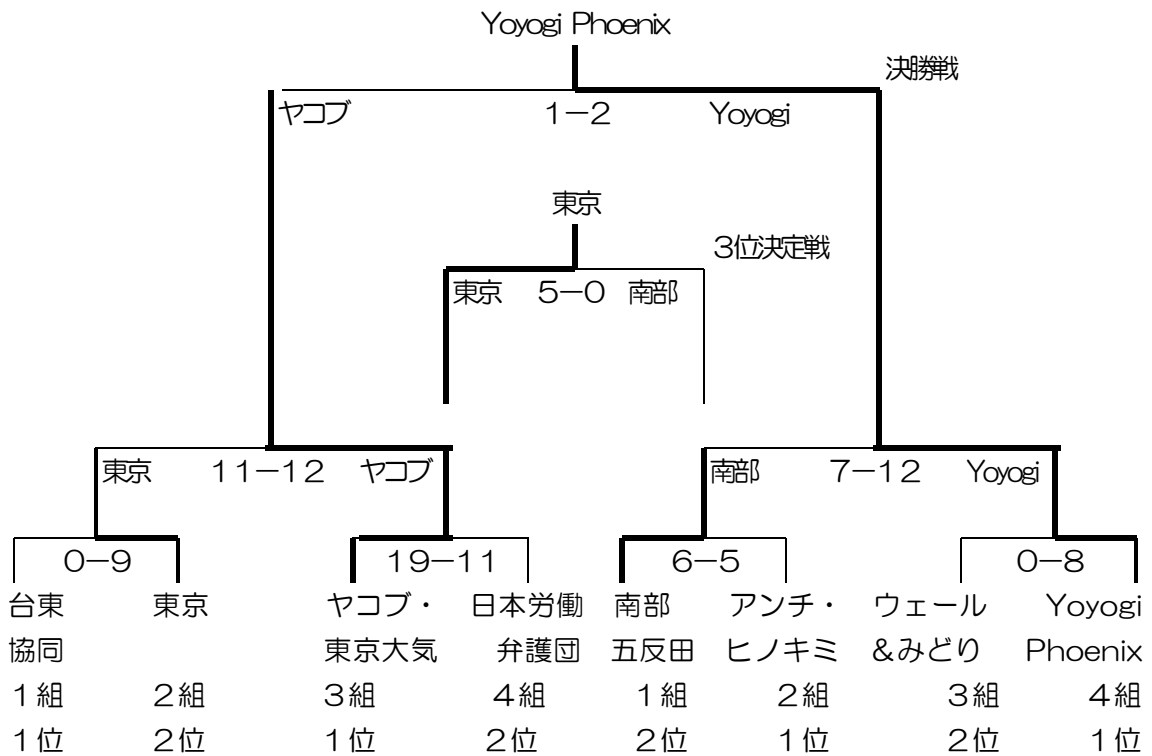 Yoyogi Phoenix
決勝戦
ヤコブ 1－2 Yoyogi
東京
3位決定戦
東京 5－0 南部
東京 11－12 ヤコブ 南部 7－12 Yoyogi
0－9 19－11 6－5 0－8
台東 東京 ヤコブ・ 日本労働 南部 アンチ・ ウェール Yoyogi
協同 東京大気 弁護団 五反田 ヒノキミ &みどり Phoenix
1組 2組 3組 4組 1組 2組 3組 4組
1位 2位 1位 2位 2位 1位 2位 1位